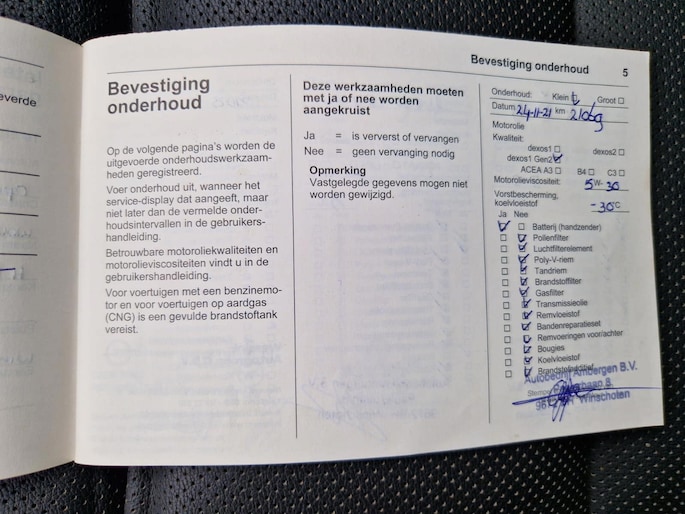 everde
Bevestiging
onderhoud
Op de volgende pagina's worden de
uitgevoerde onderhoudswerkzaam-
heden geregistreerd.
Voer onderhoud uit, wanneer het
service-display dat aangeeft, maar
niet later dan de vermelde onder-
houdsintervallen in de gebruikers-
handleiding.
Betrouwbare motoroliekwaliteiten en
motorolieviscositeiten vindt u in de
gebruikershandleiding.
Voor voertuigen met een benzinemo-
tor en voor voertuigen op aardgas
(CNG) is een gevulde brandstoftank
vereist.
Deze werkzaamheden moeten
met ja of nee worden
aangekruist
Ja = is ververst of vervangen
Nee = geen vervanging nodig
Opmerking
Vastgelegde gegevens mogen niet
worden gewijzigd.
Bevestiging onderhoud 5
Onderhoud: Klein Groot
Datum 24-11-21 km
Motorolie
Kwaliteit:
dexos1 dexos2
dexos1 Gen2
ACEA A3 B4 C3
Motorolieviscositeit: 5W-30
Vorstbescherming,
koelvloeistof -30°C
Ja Nee
Batterij (handzender)
Pollenfilter
Luchtfilterelement
Poly-V-riem
Tandriem
Brandstoffilter
Gasfilter
Transmissieolie
Remvloeistof
Bandenreparatieset
Remvoeringen voor/achter
Bougies
Koelvloeistof
Brandstofadditief
Autobedrijf Ambergen B.V.
Winschoten